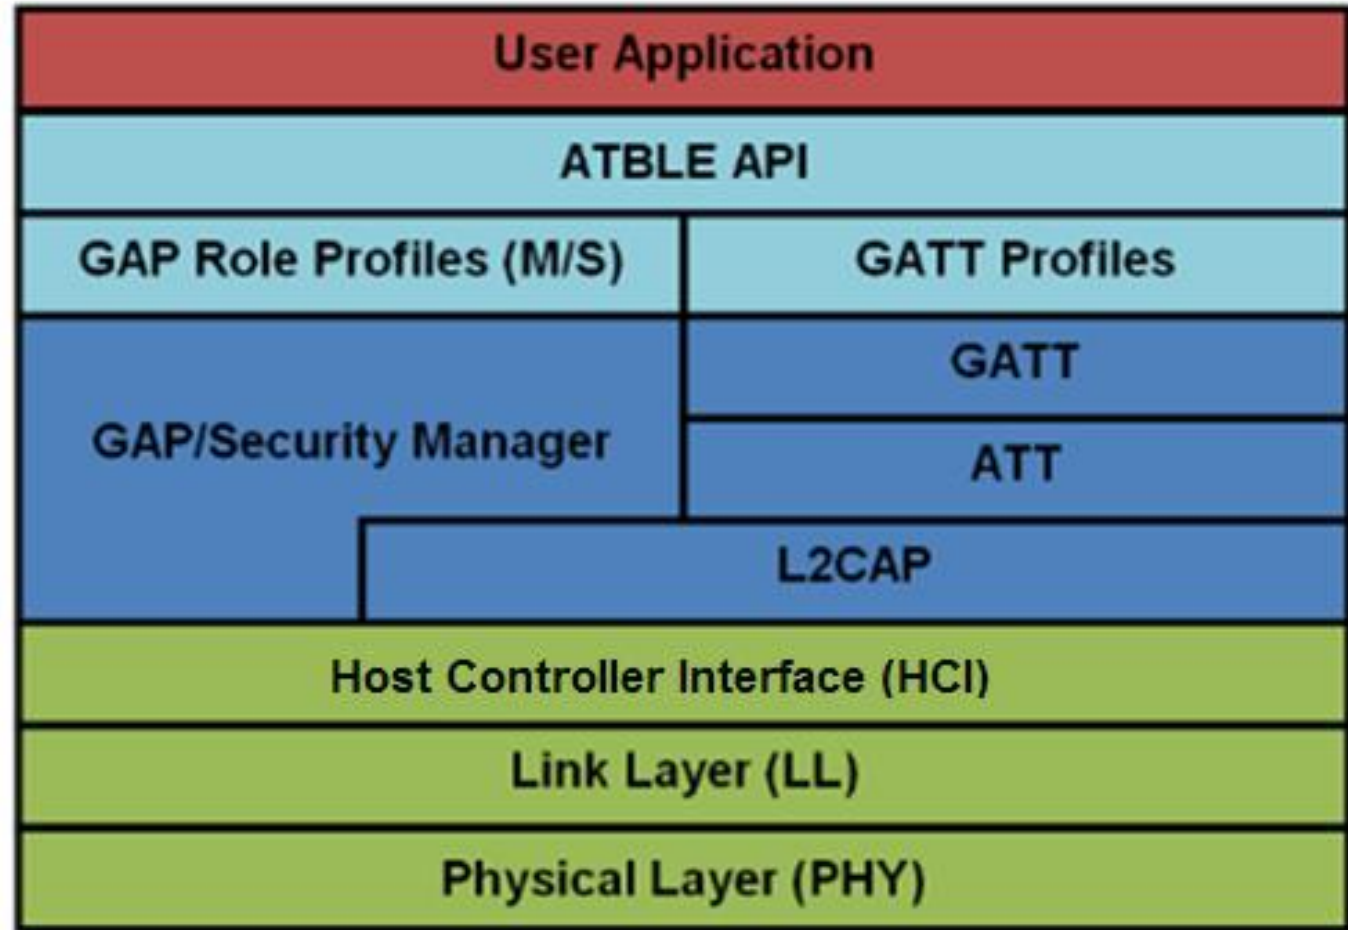 User Application
ATBLE API
GAP Role Profiles (M/S)
GATT Profiles
GATT
GAP/Security Manager
ATT
L2CAP
Host Controller Interface (HCI)
Link Layer (LL)
Physical Layer (PHY)